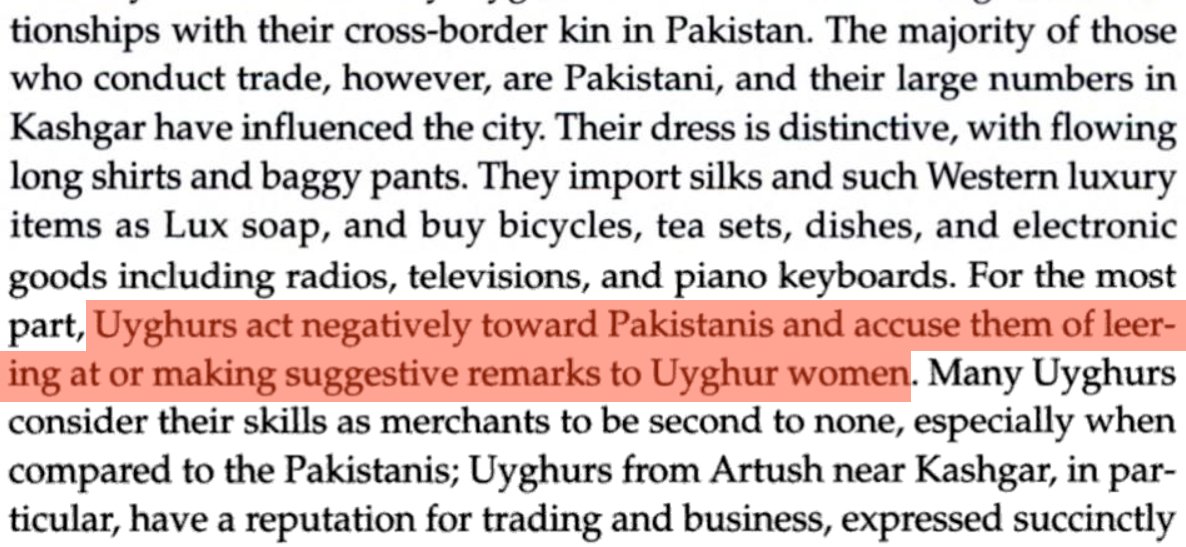 tionships with their cross-border kin in Pakistan. The majority of those
who conduct trade, however, are Pakistani, and their large numbers in
Kashgar have influenced the city. Their dress is distinctive, with flowing
long shirts and baggy pants. They import silks and such Western luxury
items as Lux soap, and buy bicycles, tea sets, dishes, and electronic
goods including radios, televisions, and piano keyboards. For the most
part, Uyghurs act negatively toward Pakistanis and accuse them of leer-
ing at or making suggestive remarks to Uyghur women. Many Uyghurs
consider their skills as merchants to be second to none, especially when
compared to the Pakistanis; Uyghurs from Artush near Kashgar, in par-
ticular, have a reputation for trading and business, expressed succinctly